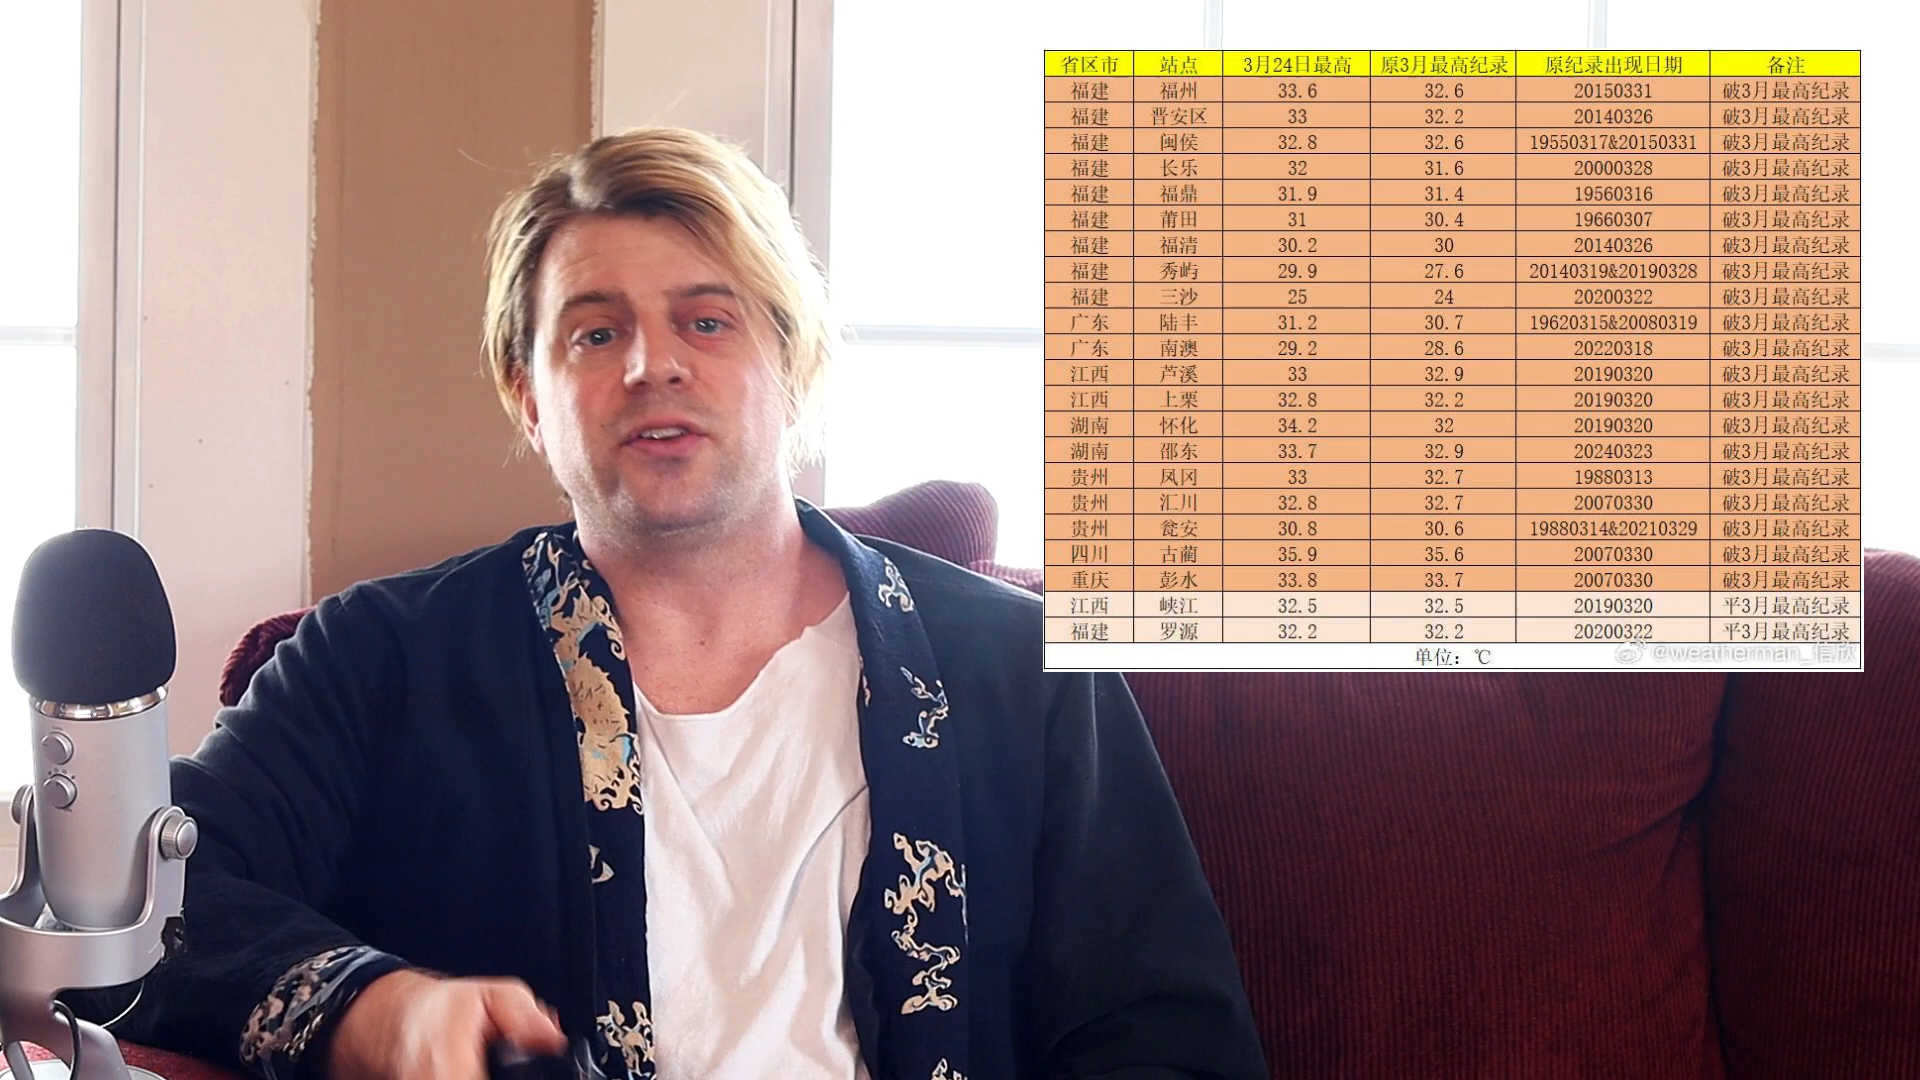 省区市 站点 3月24日最高 原3月最高纪录 原纪录出现日期 备注
福建 福州 33.6 32.6 20150331 破3月最高纪录
福建 晋安区 33 32.2 20140326 破3月最高纪录
福建 闽侯 32.8 32.6 19550317&20150331 破3月最高纪录
福建 长乐 32 31.6 20000328 破3月最高纪录
福建 福鼎 31.9 31.4 19560316 破3月最高纪录
福建 莆田 31 30.4 19660307 破3月最高纪录
福建 福清 30.2 30 20140326 破3月最高纪录
福建 秀屿 29.9 27.6 20140319&20190328 破3月最高纪录
福建 三沙 25 24 20200322 破3月最高纪录
广东 陆丰 31.2 30.7 19620315&20080319 破3月最高纪录
广东 南澳 29.2 28.6 20220318 破3月最高纪录
江西 芦溪 33 32.9 20190320 破3月最高纪录
江西 上栗 32.8 32.2 20190320 破3月最高纪录
湖南 怀化 34.2 32 20190320 破3月最高纪录
湖南 邵东 33.7 32.9 20240323 破3月最高纪录
贵州 凤冈 33 32.7 19880313 破3月最高纪录
贵州 汇川 32.8 32.7 20070330 破3月最高纪录
贵州 瓮安 30.8 30.6 19880314&20210329 破3月最高纪录
四川 古蔺 35.9 35.6 20070330 破3月最高纪录
重庆 彭水 33.8 33.7 20070330 破3月最高纪录
江西 峡江 32.5 32.5 20190320 平3月最高纪录
福建 罗源 32.2 32.2 20200322 平3月最高纪录
单位：℃
@weatherman_信欣